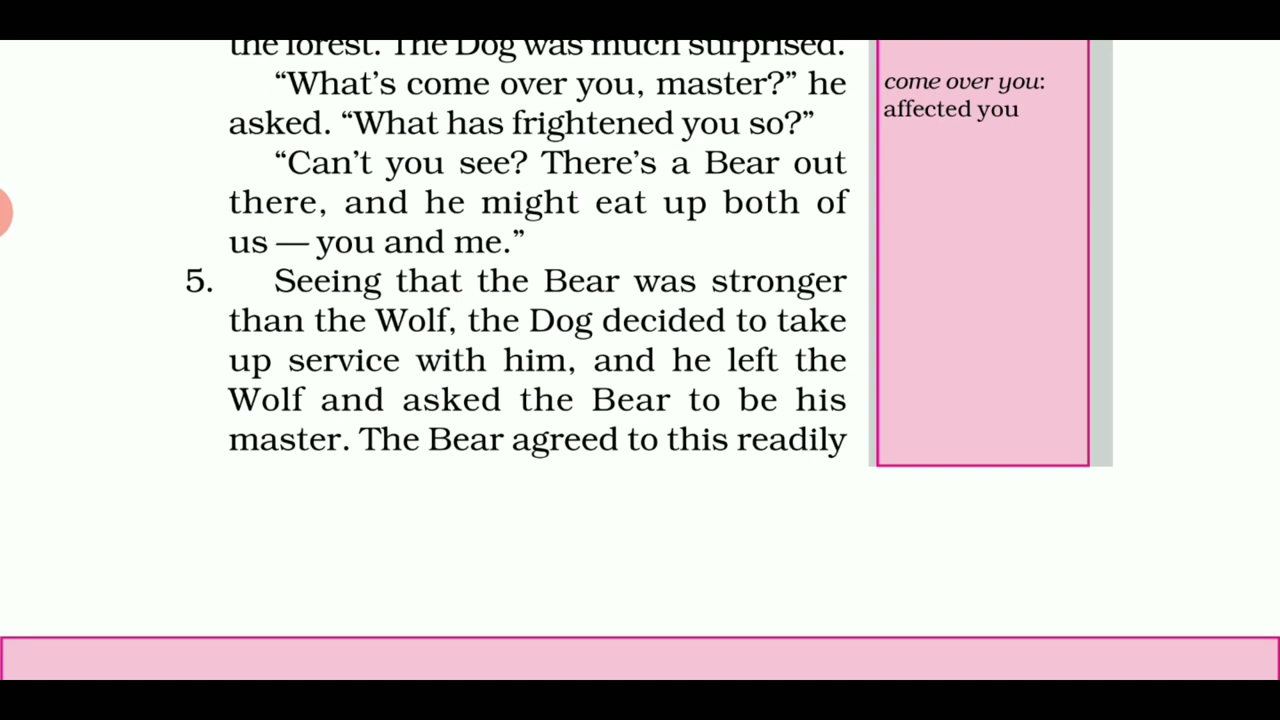 the forest. The Dog was much surprised.
“What’s come over you, master?” he
asked. “What has frightened you so?”
“Can’t you see? There’s a Bear out
there, and he might eat up both of
us — you and me.”
5. Seeing that the Bear was stronger
than the Wolf, the Dog decided to take
up service with him, and he left the
Wolf and asked the Bear to be his
master. The Bear agreed to this readily
come over you:
affected you